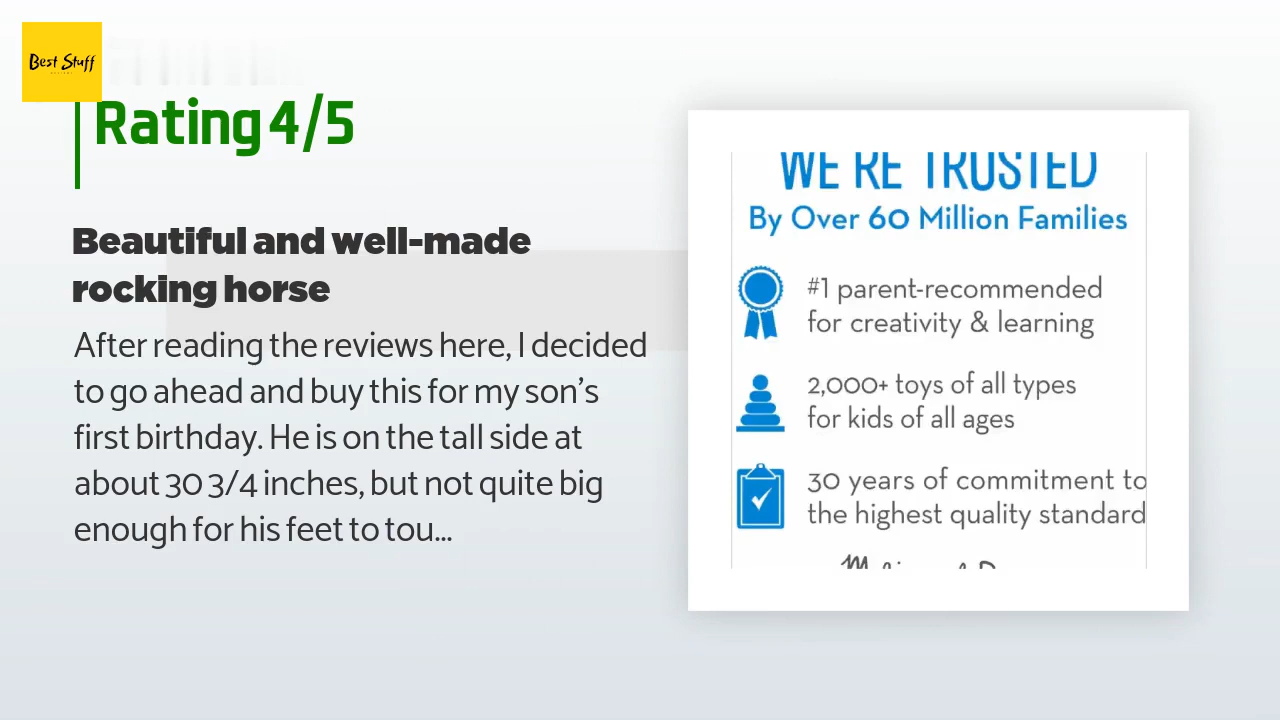 Best Stuff
Rating 4/5
Beautiful and well-made
rocking horse
After reading the reviews here, I decided
to go ahead and buy this for my son's
first birthday. He is on the tall side at
about 30 3/4 inches, but not quite big
enough for his feet to tou...
WE RE TRUSTED
By Over 60 Million Families
#1 parent-recommended
for creativity & learning
2,000+ toys of all types
for kids of all ages
30 years of commitment to
the highest quality standard